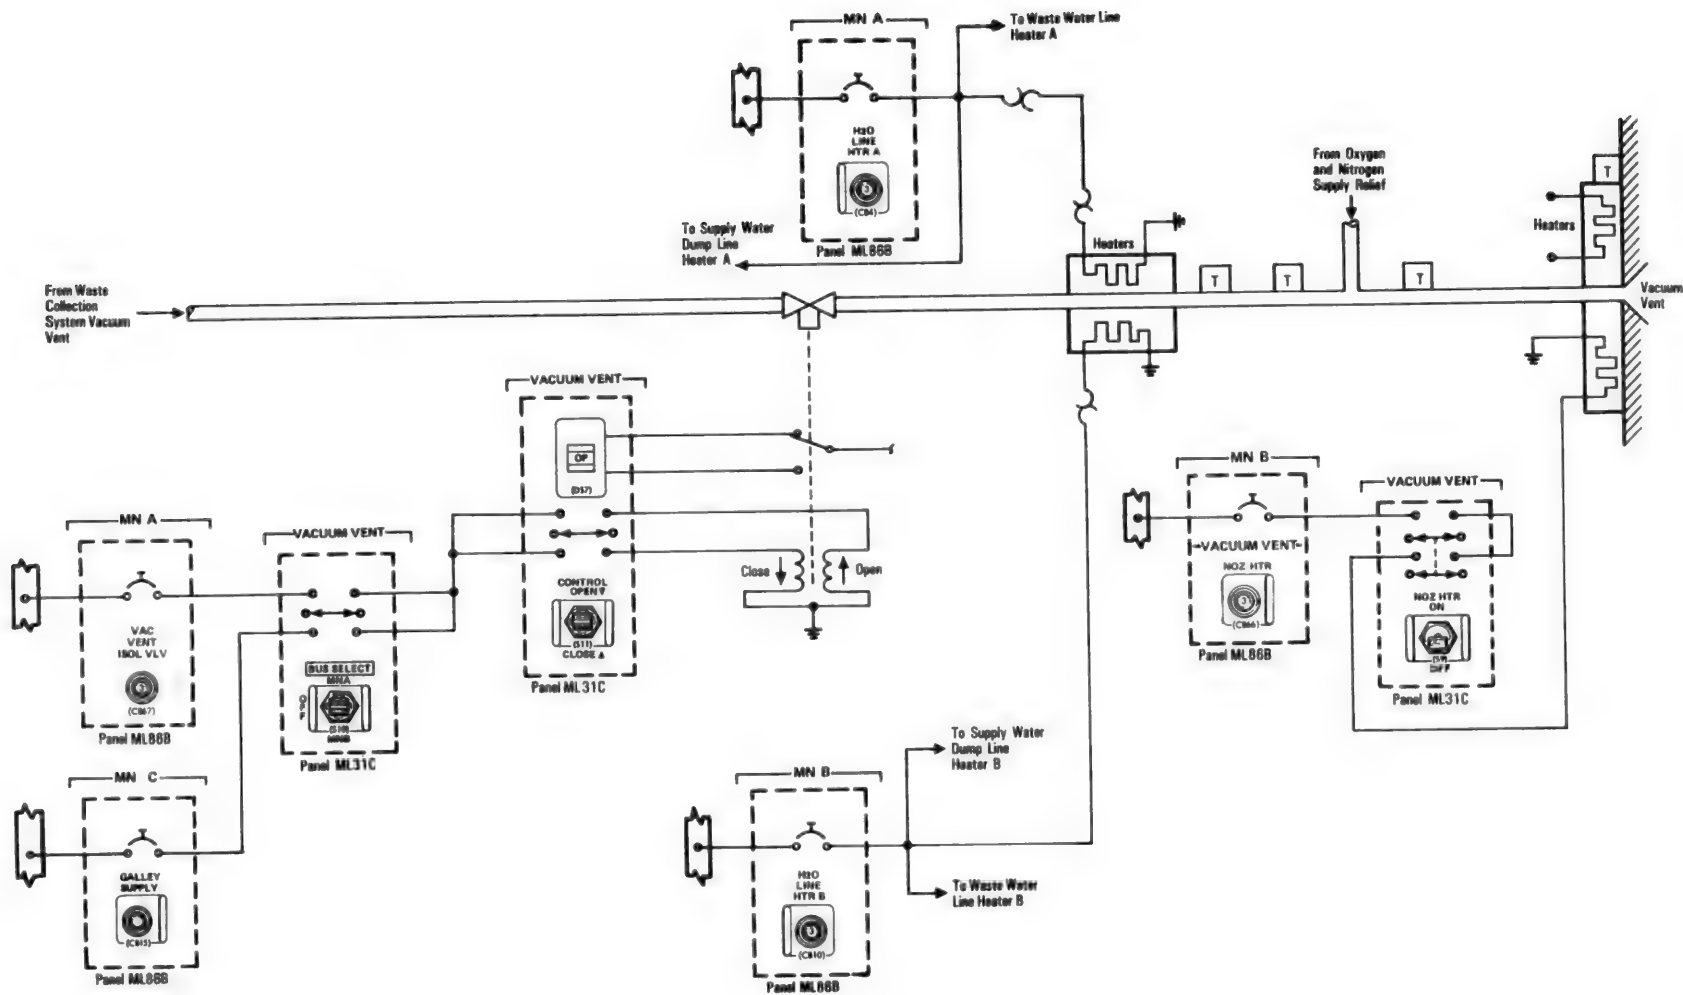 MN A
To Waste Water Line
Heater A
H2O
LINE
HTR A
3
(CB4)
Panel ML86B
To Supply Water
Dump Line
Heater A
From Oxygen
and Nitrogen
Supply Relief
T
Heaters
Heaters
T
T
T
From Waste
Collection
System Vacuum
Vent
Vacuum
Vent
VACUUM VENT
OP
(DS7)
CONTROL
OPEN
(S11)
CLOSE
Panel ML31C
Close
Open
MN A
VAC
VENT
ISOL VLV
(CB67)
Panel ML86B
VACUUM VENT
BUS SELECT
MNA
OFF
(S10)
MNB
Panel ML31C
MN C
GALLEY
SUPPLY
(CB15)
Panel ML86B
MN B
VACUUM VENT
NOZ HTR
3
(CB66)
Panel ML86B
VACUUM VENT
NOZ HTR
ON
(S9)
Panel ML31C
To Supply Water
Dump Line
Heater B
MN B
H2O
LINE
HTR B
3
(CB10)
Panel ML86B
To Waste Water
Line Heater B